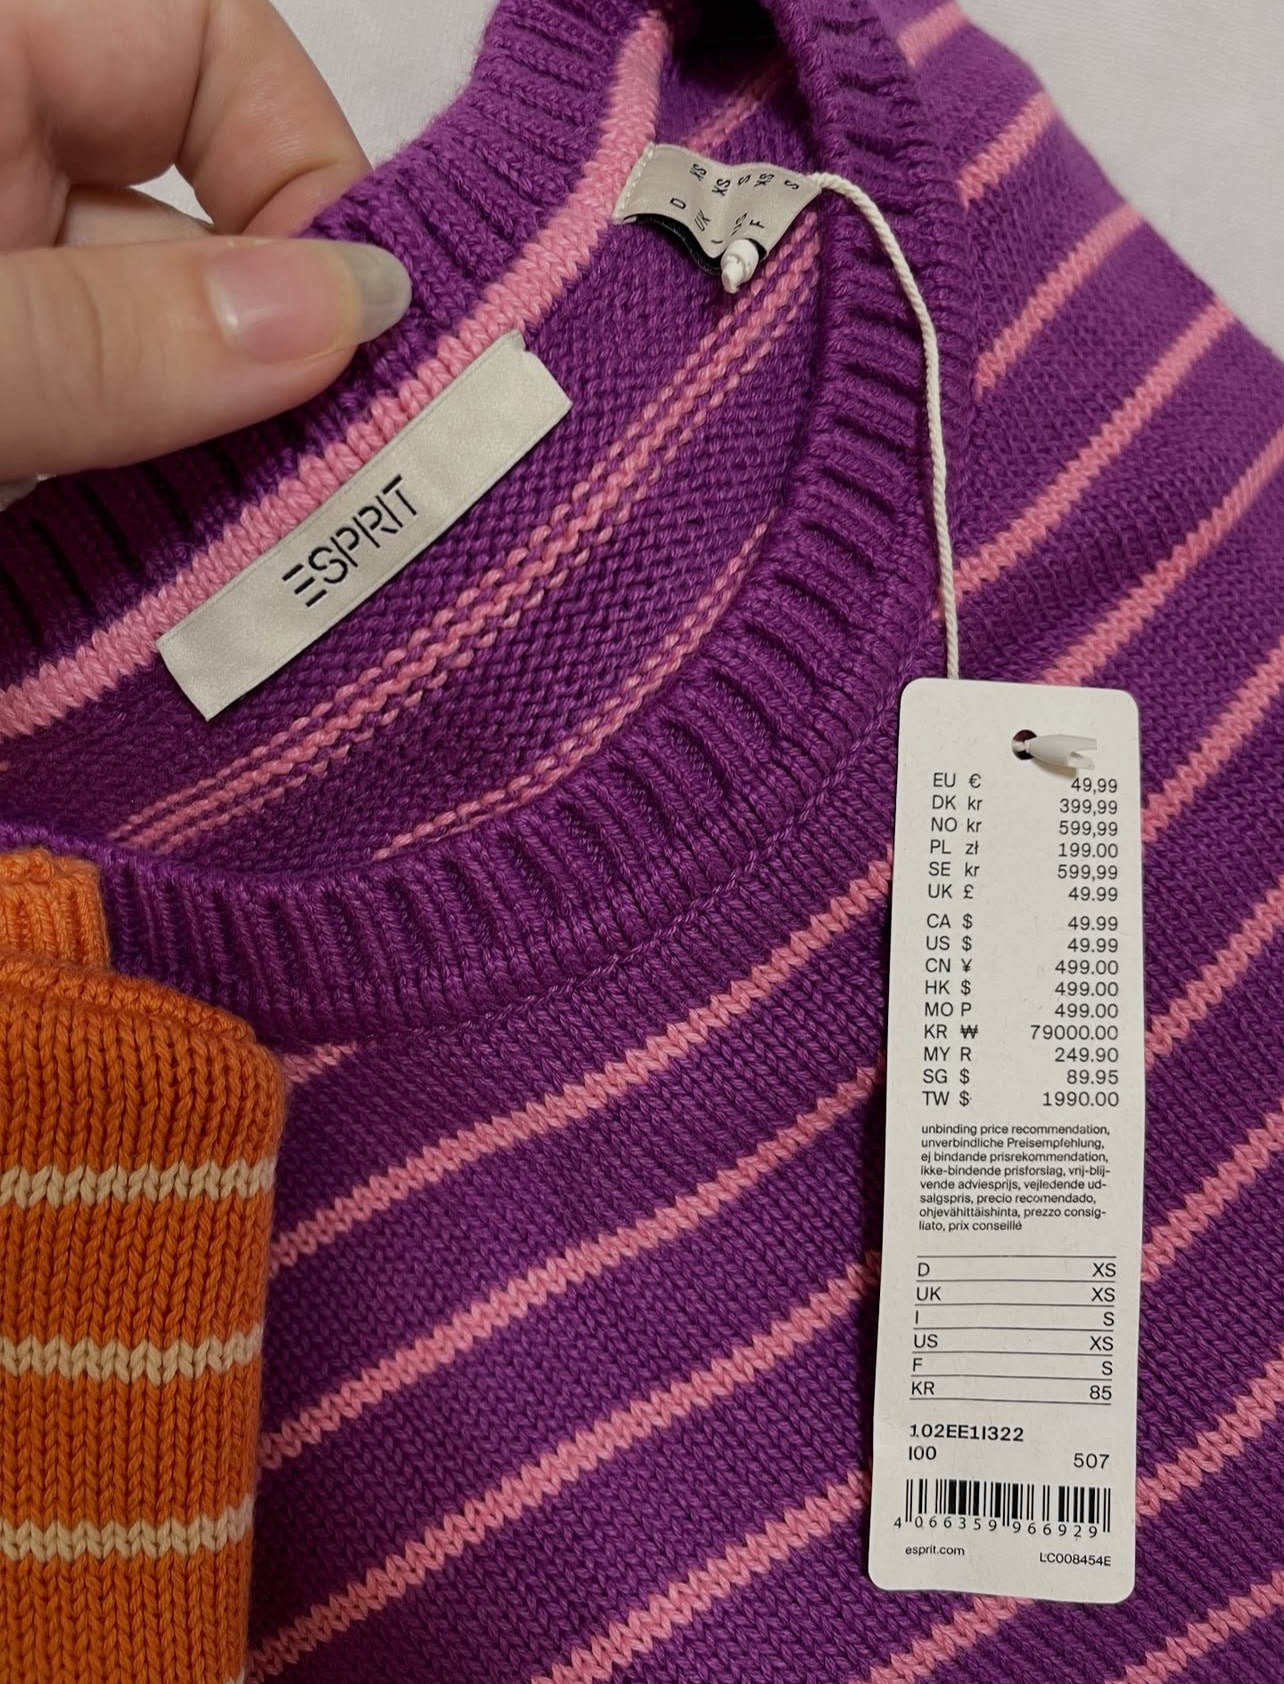 D XS
UK XS
S
XS
F S
ESPRIT
EU € 49,99
DK kr 399,99
NO kr 599,99
PL zł 199.00
SE kr 599,99
UK £ 49.99
CA $ 49.99
US $ 49.99
CN ¥ 499.00
HK $ 499.00
MO P 499.00
KR ₩ 79000.00
MY R 249.90
SG $ 89.95
TW $ 1990.00
unbinding price recommendation,
unverbindliche Preisempfehlung,
ej bindande prisrekommendation,
ikke-bindende prisforslag, vrij-blij-
vende adviesprijs, vejledende ud-
salgspris, precio recomendado,
ohjevähittäishinta, prezzo consig-
liato, prix conseillé
D XS
UK XS
I S
US XS
F S
KR 85
102EE1I322
I00 507
4 066359 966929
esprit.com LC008454E